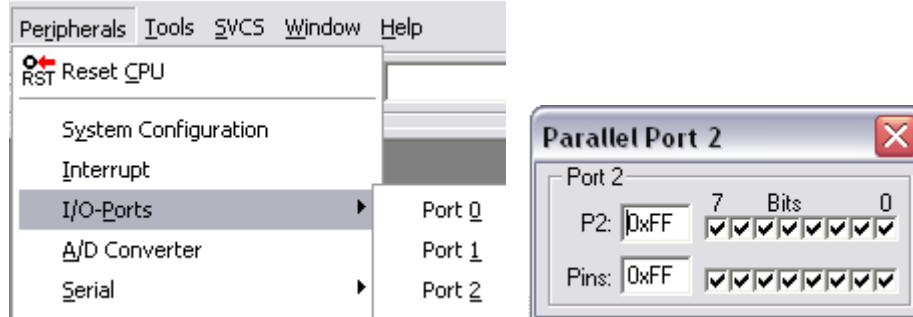 Peripherals Tools SVCS Window Help
RST Reset CPU
System Configuration
Interrupt
I/O-Ports
A/D Converter
Serial
Port 0
Port 1
Port 2
Parallel Port 2
Port 2
7 Bits 0
P2: 0xFF
Pins: 0xFF